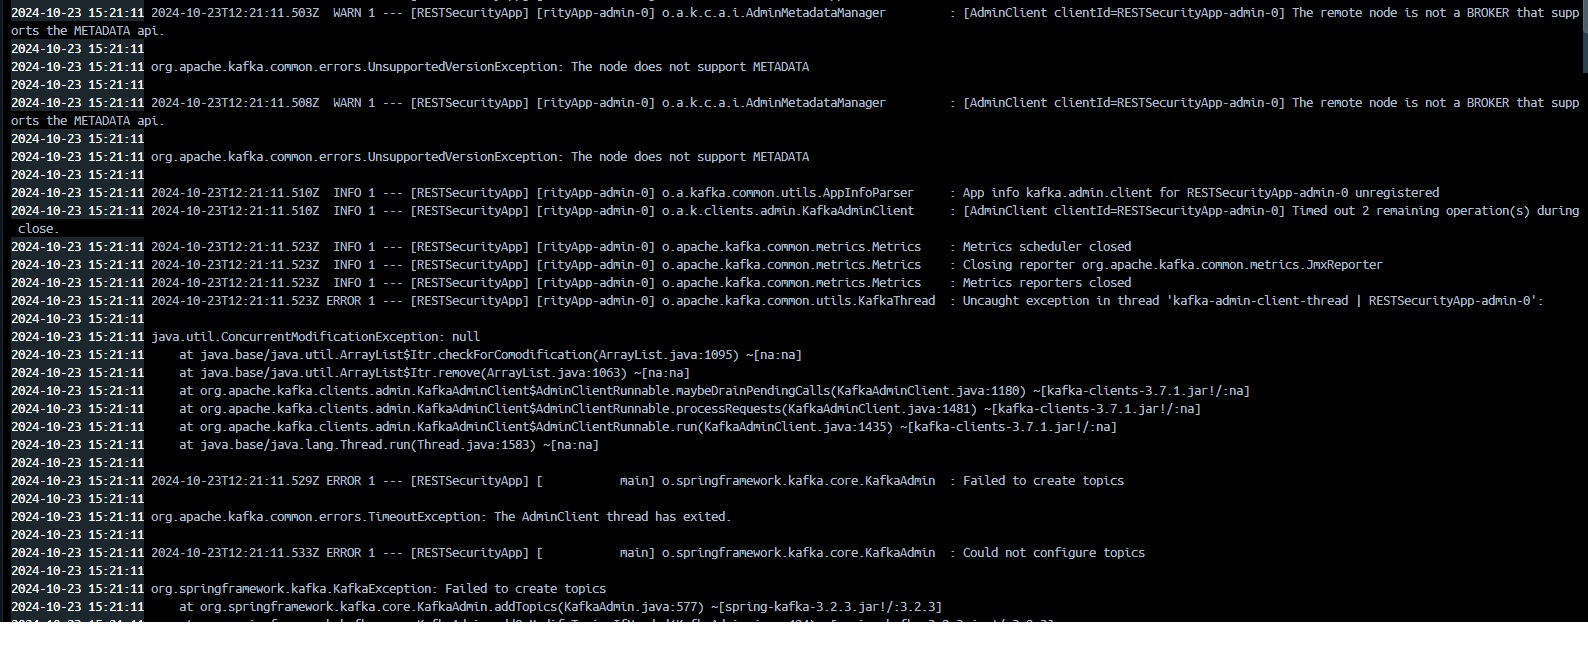 2024-10-23 15:21:11 2024-10-23T12:21:11.503Z  WARN 1 --- [RESTSecurityApp] [rityApp-admin-0] o.a.k.c.a.i.AdminMetadataManager         : [AdminClient clientId=RESTSecurityApp-admin-0] The remote node is not a BROKER that supp
orts the METADATA api.
2024-10-23 15:21:11
2024-10-23 15:21:11 org.apache.kafka.common.errors.UnsupportedVersionException: The node does not support METADATA
2024-10-23 15:21:11
2024-10-23 15:21:11 2024-10-23T12:21:11.508Z  WARN 1 --- [RESTSecurityApp] [rityApp-admin-0] o.a.k.c.a.i.AdminMetadataManager         : [AdminClient clientId=RESTSecurityApp-admin-0] The remote node is not a BROKER that supp
orts the METADATA api.
2024-10-23 15:21:11
2024-10-23 15:21:11 org.apache.kafka.common.errors.UnsupportedVersionException: The node does not support METADATA
2024-10-23 15:21:11
2024-10-23 15:21:11 2024-10-23T12:21:11.510Z  INFO 1 --- [RESTSecurityApp] [rityApp-admin-0] o.a.kafka.common.utils.AppInfoParser     : App info kafka.admin.client for RESTSecurityApp-admin-0 unregistered
2024-10-23 15:21:11 2024-10-23T12:21:11.510Z  INFO 1 --- [RESTSecurityApp] [rityApp-admin-0] o.a.k.clients.admin.KafkaAdminClient     : [AdminClient clientId=RESTSecurityApp-admin-0] Timed out 2 remaining operation(s) during
 close.
2024-10-23 15:21:11 2024-10-23T12:21:11.523Z  INFO 1 --- [RESTSecurityApp] [rityApp-admin-0] o.apache.kafka.common.metrics.Metrics    : Metrics scheduler closed
2024-10-23 15:21:11 2024-10-23T12:21:11.523Z  INFO 1 --- [RESTSecurityApp] [rityApp-admin-0] o.apache.kafka.common.metrics.Metrics    : Closing reporter org.apache.kafka.common.metrics.JmxReporter
2024-10-23 15:21:11 2024-10-23T12:21:11.523Z  INFO 1 --- [RESTSecurityApp] [rityApp-admin-0] o.apache.kafka.common.metrics.Metrics    : Metrics reporters closed
2024-10-23 15:21:11 2024-10-23T12:21:11.523Z ERROR 1 --- [RESTSecurityApp] [rityApp-admin-0] o.apache.kafka.common.utils.KafkaThread  : Uncaught exception in thread 'kafka-admin-client-thread | RESTSecurityApp-admin-0':
2024-10-23 15:21:11
2024-10-23 15:21:11 java.util.ConcurrentModificationException: null
2024-10-23 15:21:11     at java.base/java.util.ArrayList$Itr.checkForComodification(ArrayList.java:1095) ~[na:na]
2024-10-23 15:21:11     at java.base/java.util.ArrayList$Itr.remove(ArrayList.java:1063) ~[na:na]
2024-10-23 15:21:11     at org.apache.kafka.clients.admin.KafkaAdminClient$AdminClientRunnable.maybeDrainPendingCalls(KafkaAdminClient.java:1180) ~[kafka-clients-3.7.1.jar!/:na]
2024-10-23 15:21:11     at org.apache.kafka.clients.admin.KafkaAdminClient$AdminClientRunnable.processRequests(KafkaAdminClient.java:1481) ~[kafka-clients-3.7.1.jar!/:na]
2024-10-23 15:21:11     at org.apache.kafka.clients.admin.KafkaAdminClient$AdminClientRunnable.run(KafkaAdminClient.java:1435) ~[kafka-clients-3.7.1.jar!/:na]
2024-10-23 15:21:11     at java.base/java.lang.Thread.run(Thread.java:1583) ~[na:na]
2024-10-23 15:21:11
2024-10-23 15:21:11 2024-10-23T12:21:11.529Z ERROR 1 --- [RESTSecurityApp] [           main] o.springframework.kafka.core.KafkaAdmin  : Failed to create topics
2024-10-23 15:21:11
2024-10-23 15:21:11 org.apache.kafka.common.errors.TimeoutException: The AdminClient thread has exited.
2024-10-23 15:21:11
2024-10-23 15:21:11 2024-10-23T12:21:11.533Z ERROR 1 --- [RESTSecurityApp] [           main] o.springframework.kafka.core.KafkaAdmin  : Could not configure topics
2024-10-23 15:21:11
2024-10-23 15:21:11 org.springframework.kafka.KafkaException: Failed to create topics
2024-10-23 15:21:11     at org.springframework.kafka.core.KafkaAdmin.addTopics(KafkaAdmin.java:577) ~[spring-kafka-3.2.3.jar!/:3.2.3]